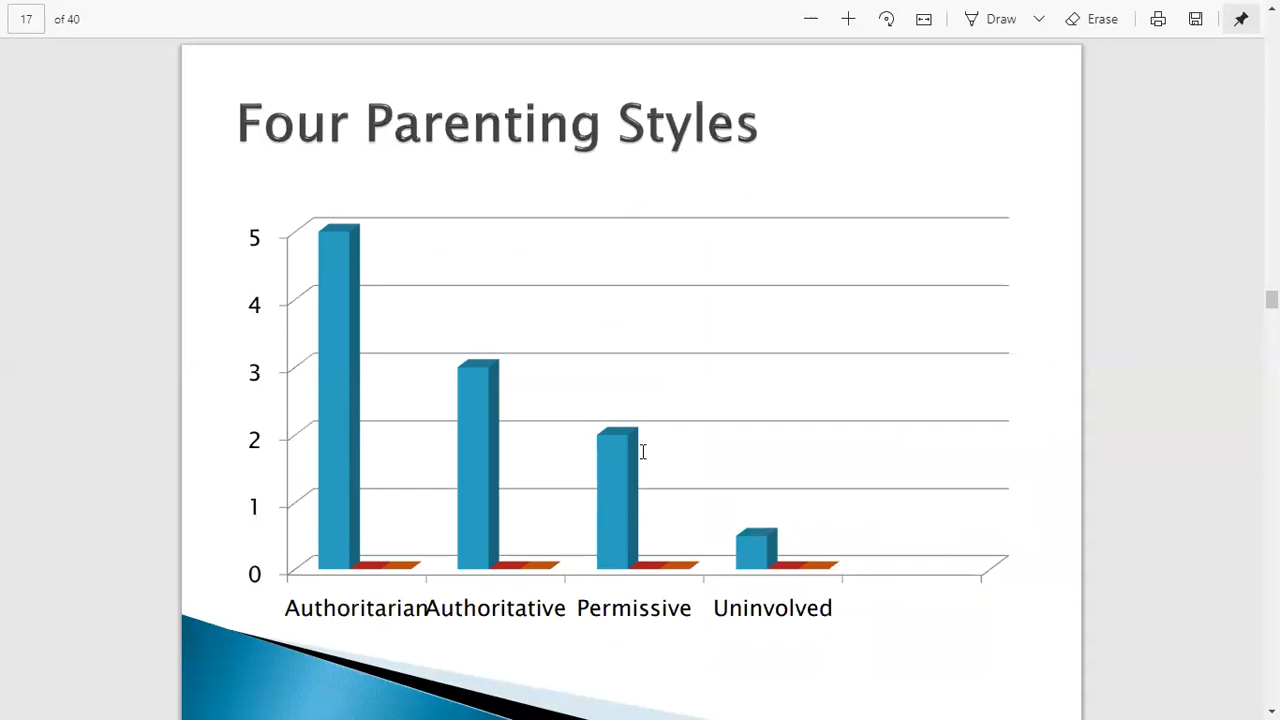 17 of 40
Draw
Erase
Four Parenting Styles
5
4
3
2
1
0
Authoritarian Authoritative Permissive Uninvolved